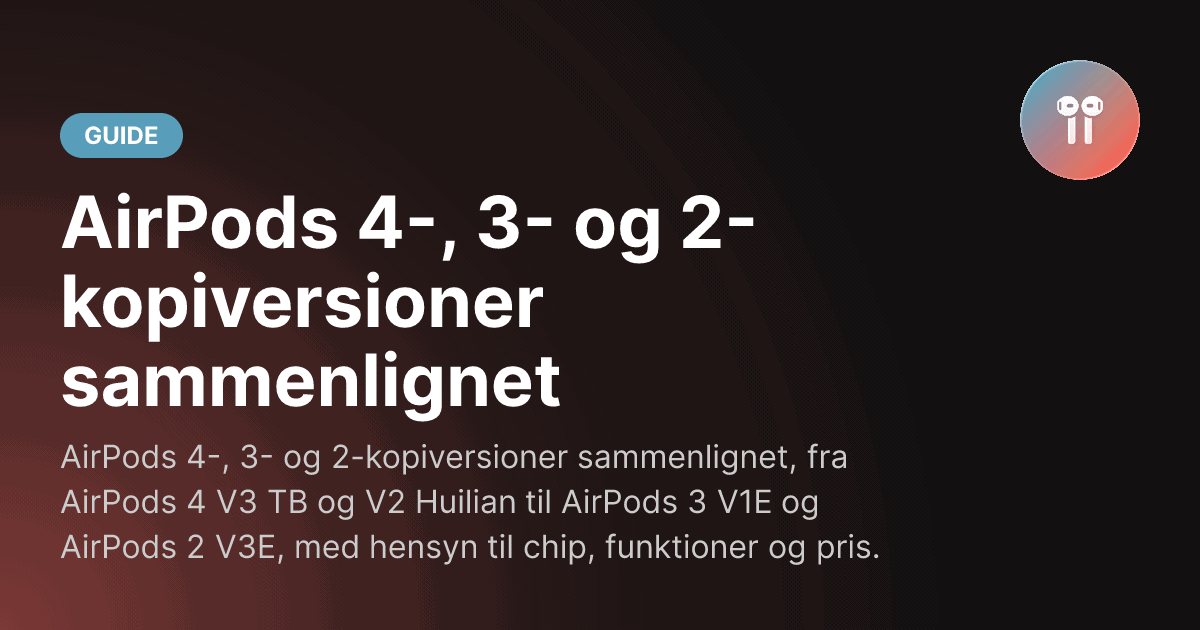 GUIDE
AirPods 4-, 3- og 2-
kopiversioner
sammenlignet
AirPods 4-, 3- og 2-kopiversioner sammenlignet, fra
AirPods 4 V3 TB og V2 Huilian til AirPods 3 V1E og
AirPods 2 V3E, med hensyn til chip, funktioner og pris.